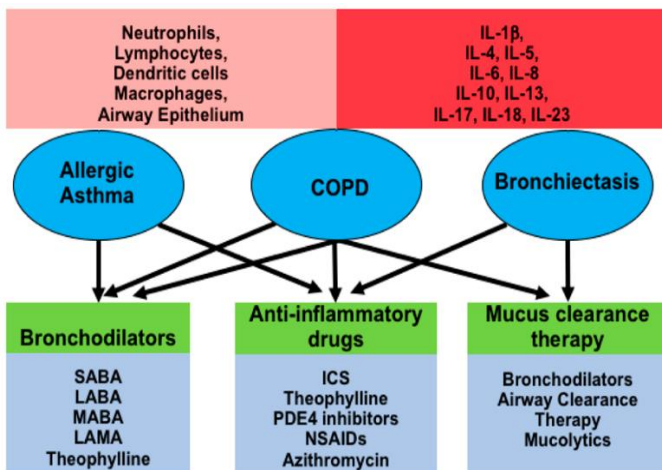 Neutrophils,
Lymphocytes,
Dendritic cells
Macrophages,
Airway Epithelium
IL-1β,
IL-4, IL-5,
IL-6, IL-8
IL-10, IL-13,
IL-17, IL-18, IL-23
Allergic
Asthma
COPD
Bronchiectasis
Bronchodilators
SABA
LABA
MABA
LAMA
Theophylline
Anti-inflammatory
drugs
ICS
Theophylline
PDE4 inhibitors
NSAIDs
Azithromycin
Mucus clearance
therapy
Bronchodilators
Airway Clearance
Therapy
Mucolytics